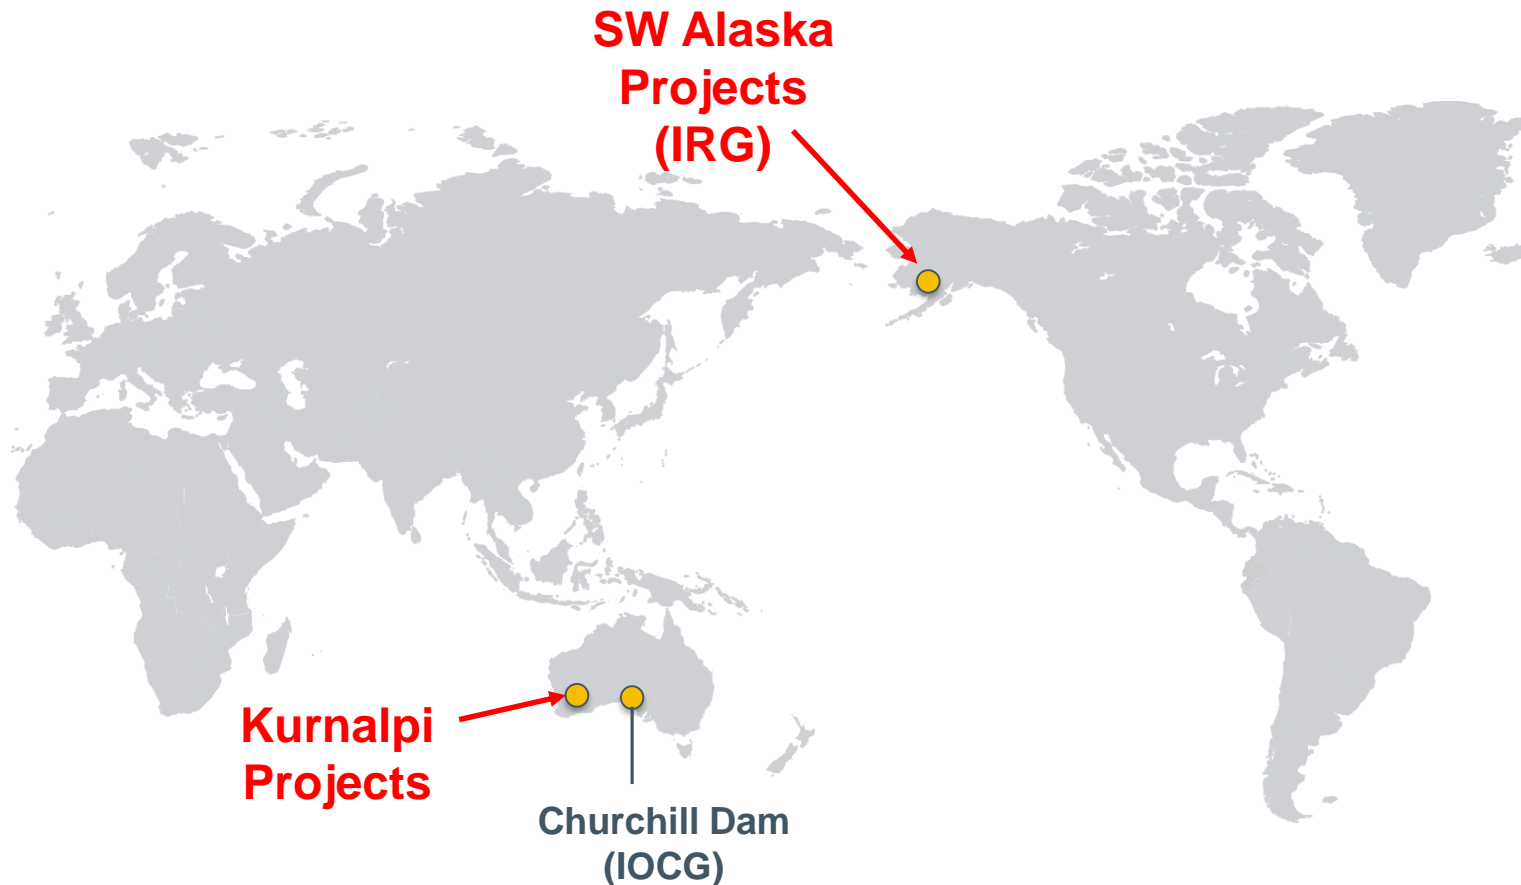 SW Alaska
Projects
(IRG)
Kurnalpi
Projects
Churchill Dam
(IOCG)